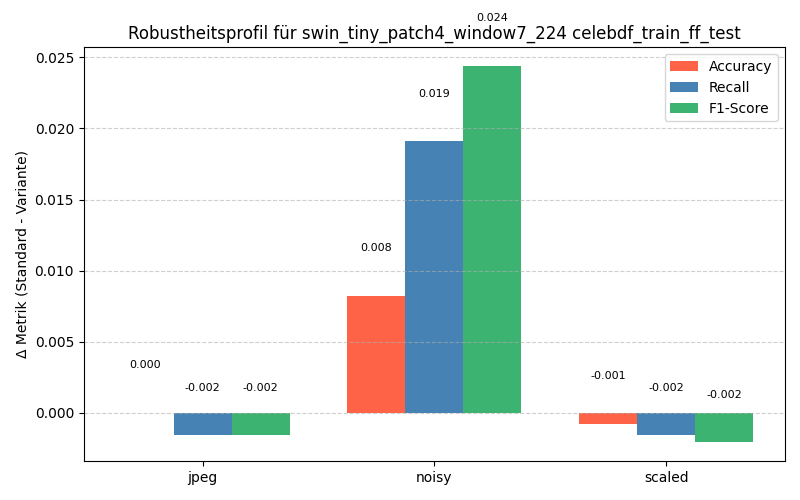 0.024
Robustheitsprofil für swin_tiny_patch4_window7_224 celebdf_train_ff_test
Δ Metrik (Standard - Variante)
0.025
0.020
0.015
0.010
0.005
0.000
Accuracy
Recall
F1-Score
0.019
0.008
0.000
-0.002
-0.002
-0.001
-0.002
-0.002
jpeg
noisy
scaled